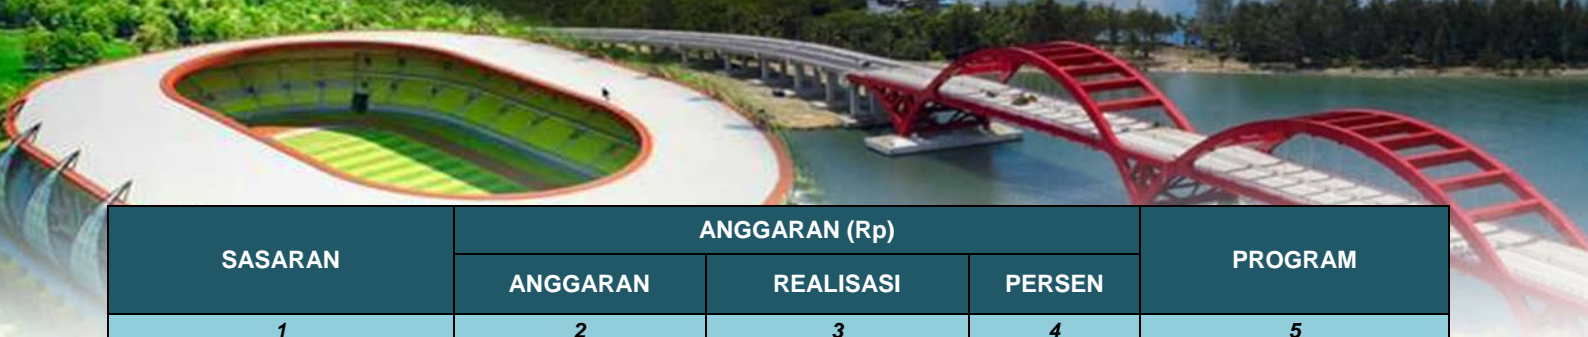 SASARAN ANGGARAN (Rp) PROGRAM
ANGGARAN REALISASI PERSEN
1 2 3 4 5